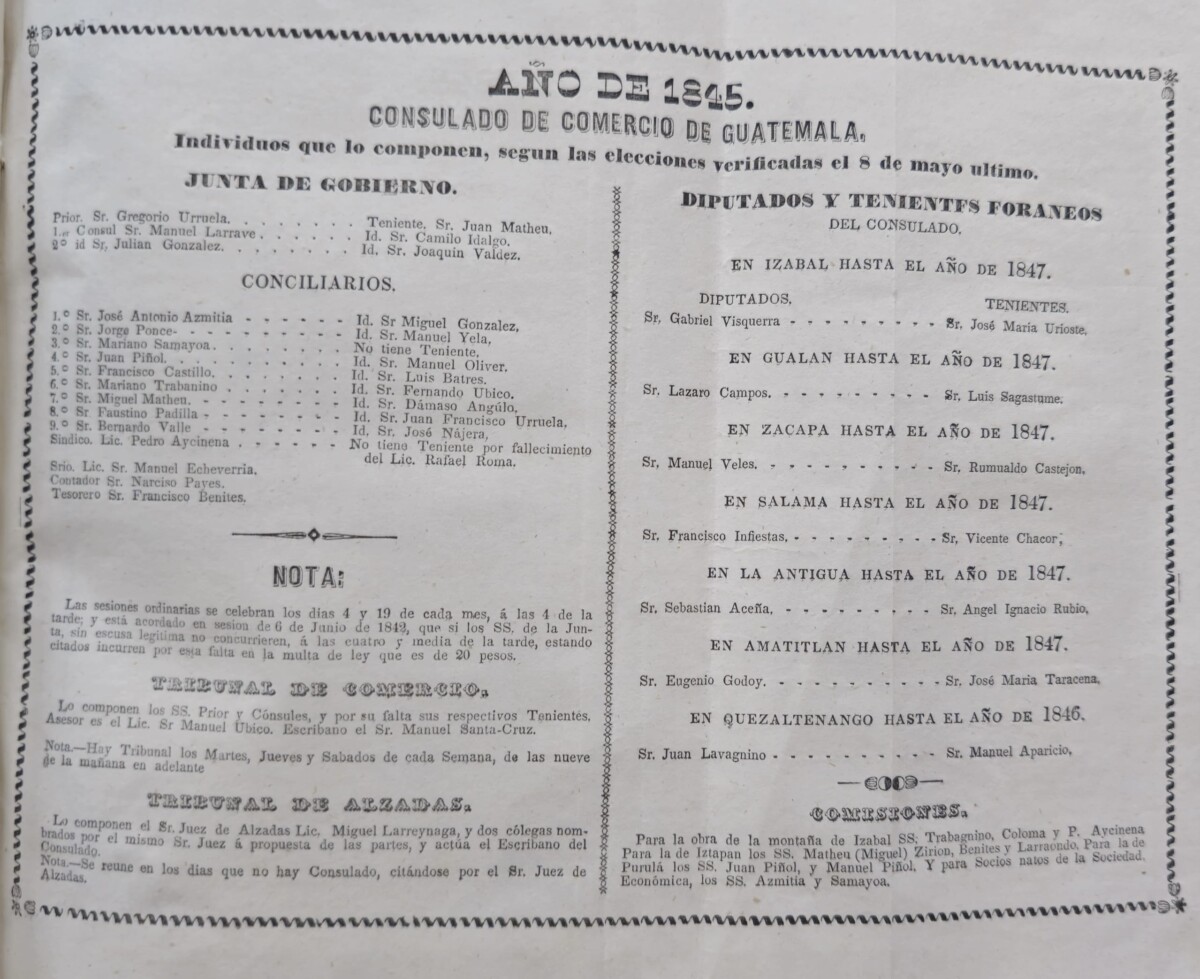 AÑO DE 1845.
CONSULADO DE COMERCIO DE GUATEMALA,
Individuos que lo componen, segun las elecciones verificadas el 8 de mayo ultimo.
JUNTA DE GOBIERNO.
Prior. Sr. Gregorio Urruela. . . . . . . Teniente, Sr. Juan Matheu,
1.er Consul Sr. Manuel Larrave . . . . . . Id. Sr. Camilo Idalgo,
2º id Sr, Julian Gonzalez. . . . . . . . Id. Sr. Joaquin Valdez.
CONCILIARIOS.
1.º Sr. José Antonio Azmitia - - - - - - Id. Sr Miguel Gonzalez,
2.º Sr. Jorge Ponce- - - - - - - - - Id. Sr. Manuel Yela,
3.º Sr. Mariano Samayoa. . . . . . . . No tiene Teniente,
4.º Sr. Juan Piñol. . . . . . . . . . Id. Sr. Manuel Oliver,
5.º Sr. Francisco Castillo. . . . . . . . Id. Sr. Luis Batres.
6.º Sr. Mariano Trabanino . . . . . . . Id. Sr. Fernando Ubico.
7.º Sr. Miguel Matheu. - - - - - - - - Id. Sr. Dámaso Angúlo,
8.º Sr Faustino Padilla - - - - - - - - Id. Sr. Juan Francisco Urruela,
9.º Sr. Bernardo Valle - - - - - - - - Id. Sr. José Nájera,
Sindico. Lic. Pedro Aycinena . . . . . . No tiene Teniente por fallecimiento
del Lic. Rafael Roma.
Srio. Lic. Sr. Manuel Echeverria,
Contador Sr. Narciso Payes.
Tesorero Sr. Francisco Benites.
NOTA:
Las sesiones ordinarias se celebran los dias 4 y 19 de cada mes, á las 4 de la
tarde; y está acordado en sesion de 6 de Junio de 1842, que si los SS. de la Jun-
ta, sin escusa legitima no concurrieren, á las cuatro y media de la tarde, estando
citados incurren por esta falta en la multa de ley que es de 20 pesos.
TRIBUNAL DE COMERCIO,
Lo componen los SS. Prior y Cónsules, y por su falta sus respectivos Tenientes.
Asesor es el Lic. Sr Manuel Ubico. Escribano el Sr. Manuel Santa-Cruz.
Nota.—Hay Tribunal los Martes, Jueves y Sabados de cada Semana, de las nueve
de la mañana en adelante
TRIBUNAL DE ALZADAS.
Lo componen el Sr. Juez de Alzadas Lic. Miguel Larreynaga, y dos cólegas nom-
brados por el mismo Sr. Juez á propuesta de las partes, y actúa el Escribano del
Consulado.
Nota.—Se reune en los dias que no hay Consulado, citándose por el Sr. Juez de
Alzadas.
DIPUTADOS Y TENIENTFS FORANEOS
DEL CONSULADO.
EN IZABAL HASTA EL AÑO DE 1847.
DIPUTADOS. TENIENTES.
Sr, Gabriel Visquerra - - - - - - - - - Sr. José Maria Urioste,
EN GUALAN HASTA EL AÑO DE 1847.
Sr. Lazaro Campos. - - - - - - - - - - Sr. Luis Sagastume.
EN ZACAPA HASTA EL AÑO DE 1847.
Sr, Manuel Veles. - - - - - - - - - - Sr, Rumualdo Castejon,
EN SALAMA HASTA EL AÑO DE 1847.
Sr, Francisco Infiestas, - - - - - - - - Sr, Vicente Chacor,
EN LA ANTIGUA HASTA EL AÑO DE 1847.
Sr. Sebastian Aceña, - - - - - - - - - Sr, Angel Ignacio Rubio,
EN AMATITLAN HASTA EL AÑO DE 1847.
Sr. Eugenio Godoy. - - - - - - - - - - Sr. José Maria Taracena,
EN QUEZALTENANGO HASTA EL AÑO DE 1846.
Sr. Juan Lavagnino - - - - - - - - - - Sr. Manuel Aparicio,
COMISIONES.
Para la obra de la montaña de Izabal SS: Trabagnino, Coloma y P. Aycinena
Para la de Iztapan los SS. Matheu (Miguel) Zirion, Benites y Larraondo, Para la de
Purulá los SS. Juan Piñol, y Manuel Piñol, Y para Socios natos de la Sociedad,
Económica, los SS. Azmitia y Samayoa.